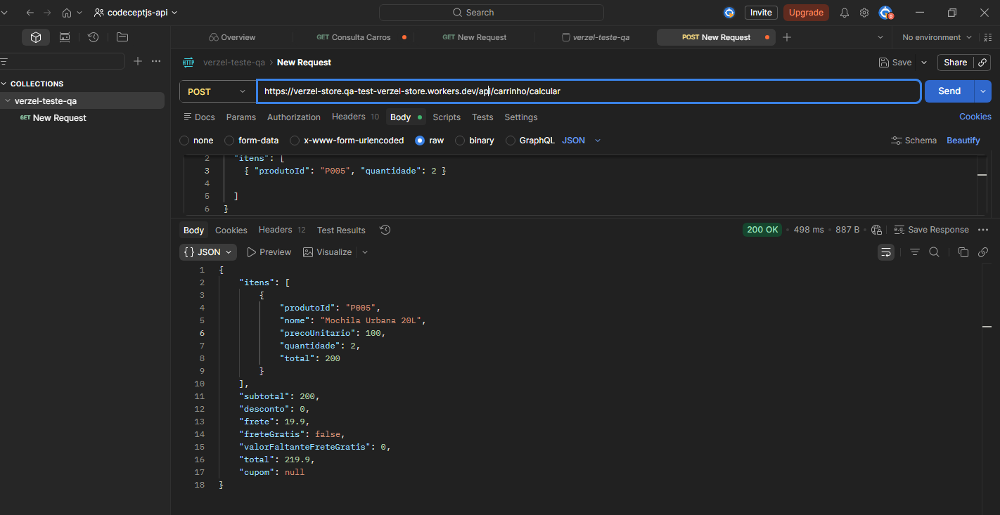 codeceptjs-api
Search
Invite
Upgrade
Overview
GET Consulta Carros
GET New Request
verzel-teste-qa
POST New Request
No environment
COLLECTIONS
verzel-teste-qa
GET New Request
HTTP verzel-teste-qa > New Request
Save
Share
POST
https://verzel-store.qa-test-verzel-store.workers.dev/api/carrinho/calcular
Send
Docs Params Authorization Headers 10 Body Scripts Tests Settings
Cookies
none form-data x-www-form-urlencoded raw binary GraphQL JSON
Schema Beautify
2 "itens": [
3 { "produtoId": "P005", "quantidade": 2 }
4
5 ]
6 }
Body Cookies Headers 12 Test Results
200 OK • 498 ms • 887 B
e.g. Save Response
{} JSON Preview Visualize
1 {
2 "itens": [
3 {
4 "produtoId": "P005",
5 "nome": "Mochila Urbana 20L",
6 "precoUnitario": 100,
7 "quantidade": 2,
8 "total": 200
9 }
10 ],
11 "subtotal": 200,
12 "desconto": 0,
13 "frete": 19.9,
14 "freteGratis": false,
15 "valorFaltanteFreteGratis": 0,
16 "total": 219.9,
17 "cupom": null
18 }